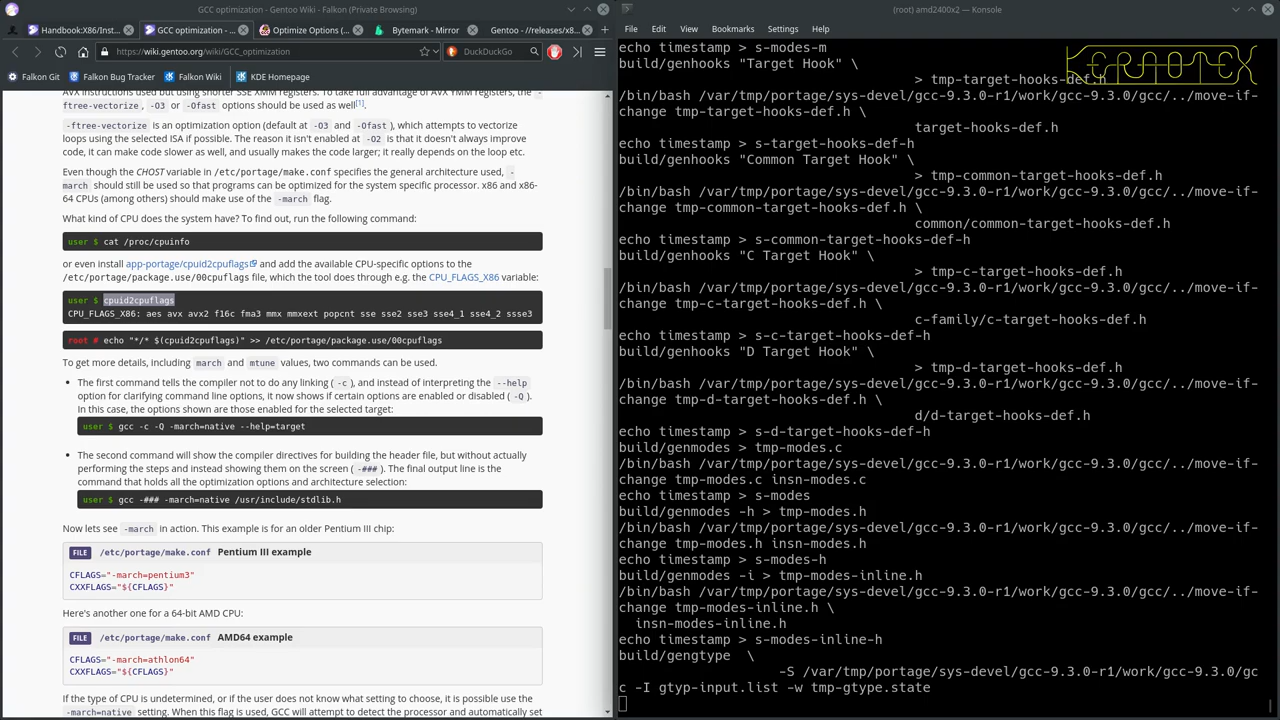 GCC optimization - Gentoo Wiki - Falkon (Private Browsing)
Handbook:X86/Inst...
GCC optimization - ...
Optimize Options (...
Bytemark - Mirror
Gentoo - //releases/x8...
https://wiki.gentoo.org/wiki/GCC_optimization
DuckDuckGo
Falkon Git
Falkon Bug Tracker
Falkon Wiki
KDE Homepage
AVX instructions used but using shorter SSE XMM registers. To take full advantage of AVX YMM registers, the -
ftree-vectorize, -O3 or -Ofast options should be used as well[1].
-ftree-vectorize is an optimization option (default at -O3 and -Ofast), which attempts to vectorize
loops using the selected ISA if possible. The reason it isn't enabled at -O2 is that it doesn't always improve
code, it can make code slower as well, and usually makes the code larger; it really depends on the loop etc.
Even though the CHOST variable in /etc/portage/make.conf specifies the general architecture used, -
march should still be used so that programs can be optimized for the system specific processor. x86 and x86-
64 CPUs (among others) should make use of the -march flag.
What kind of CPU does the system have? To find out, run the following command:
user $ cat /proc/cpuinfo
or even install app-portage/cpuid2cpuflags and add the available CPU-specific options to the
/etc/portage/package.use/00cpuflags file, which the tool does through e.g. the CPU_FLAGS_X86 variable:
user $ cpuid2cpuflags
CPU_FLAGS_X86: aes avx avx2 f16c fma3 mmx mmxext popcnt sse sse2 sse3 sse4_1 sse4_2 ssse3
root # echo "*/* $(cpuid2cpuflags)" >> /etc/portage/package.use/00cpuflags
To get more details, including march and mtune values, two commands can be used.
The first command tells the compiler not to do any linking (-c), and instead of interpreting the --help
option for clarifying command line options, it now shows if certain options are enabled or disabled (-Q).
In this case, the options shown are those enabled for the selected target:
user $ gcc -c -Q -march=native --help=target
The second command will show the compiler directives for building the header file, but without actually
performing the steps and instead showing them on the screen (-###). The final output line is the
command that holds all the optimization options and architecture selection:
user $ gcc -### -march=native /usr/include/stdlib.h
Now lets see -march in action. This example is for an older Pentium III chip:
FILE /etc/portage/make.conf Pentium III example
CFLAGS="-march=pentium3"
CXXFLAGS="${CFLAGS}"
Here's another one for a 64-bit AMD CPU:
FILE /etc/portage/make.conf AMD64 example
CFLAGS="-march=athlon64"
CXXFLAGS="${CFLAGS}"
If the type of CPU is undetermined, or if the user does not know what setting to choose, it is possible use the
-march=native setting. When this flag is used, GCC will attempt to detect the processor and automatically set
(root) amd2400x2 — Konsole
File Edit View Bookmarks Settings Help
KERNOTEX
echo timestamp > s-modes-m
build/genhooks "Target Hook" \
> tmp-target-hooks-def.h
/bin/bash /var/tmp/portage/sys-devel/gcc-9.3.0-r1/work/gcc-9.3.0/gcc/../move-if-
change tmp-target-hooks-def.h \
target-hooks-def.h
echo timestamp > s-target-hooks-def-h
build/genhooks "Common Target Hook" \
> tmp-common-target-hooks-def.h
/bin/bash /var/tmp/portage/sys-devel/gcc-9.3.0-r1/work/gcc-9.3.0/gcc/../move-if-
change tmp-common-target-hooks-def.h \
common/common-target-hooks-def.h
echo timestamp > s-common-target-hooks-def-h
build/genhooks "C Target Hook" \
> tmp-c-target-hooks-def.h
/bin/bash /var/tmp/portage/sys-devel/gcc-9.3.0-r1/work/gcc-9.3.0/gcc/../move-if-
change tmp-c-target-hooks-def.h \
c-family/c-target-hooks-def.h
echo timestamp > s-c-target-hooks-def-h
build/genhooks "D Target Hook" \
> tmp-d-target-hooks-def.h
/bin/bash /var/tmp/portage/sys-devel/gcc-9.3.0-r1/work/gcc-9.3.0/gcc/../move-if-
change tmp-d-target-hooks-def.h \
d/d-target-hooks-def.h
echo timestamp > s-d-target-hooks-def-h
build/genmodes > tmp-modes.c
/bin/bash /var/tmp/portage/sys-devel/gcc-9.3.0-r1/work/gcc-9.3.0/gcc/../move-if-
change tmp-modes.c insn-modes.c
echo timestamp > s-modes
build/genmodes -h > tmp-modes.h
/bin/bash /var/tmp/portage/sys-devel/gcc-9.3.0-r1/work/gcc-9.3.0/gcc/../move-if-
change tmp-modes.h insn-modes.h
echo timestamp > s-modes-h
build/genmodes -i > tmp-modes-inline.h
/bin/bash /var/tmp/portage/sys-devel/gcc-9.3.0-r1/work/gcc-9.3.0/gcc/../move-if-
change tmp-modes-inline.h \
insn-modes-inline.h
echo timestamp > s-modes-inline-h
build/gengtype \
-S /var/tmp/portage/sys-devel/gcc-9.3.0-r1/work/gcc-9.3.0/gc
c -I gtyp-input.list -w tmp-gtype.state